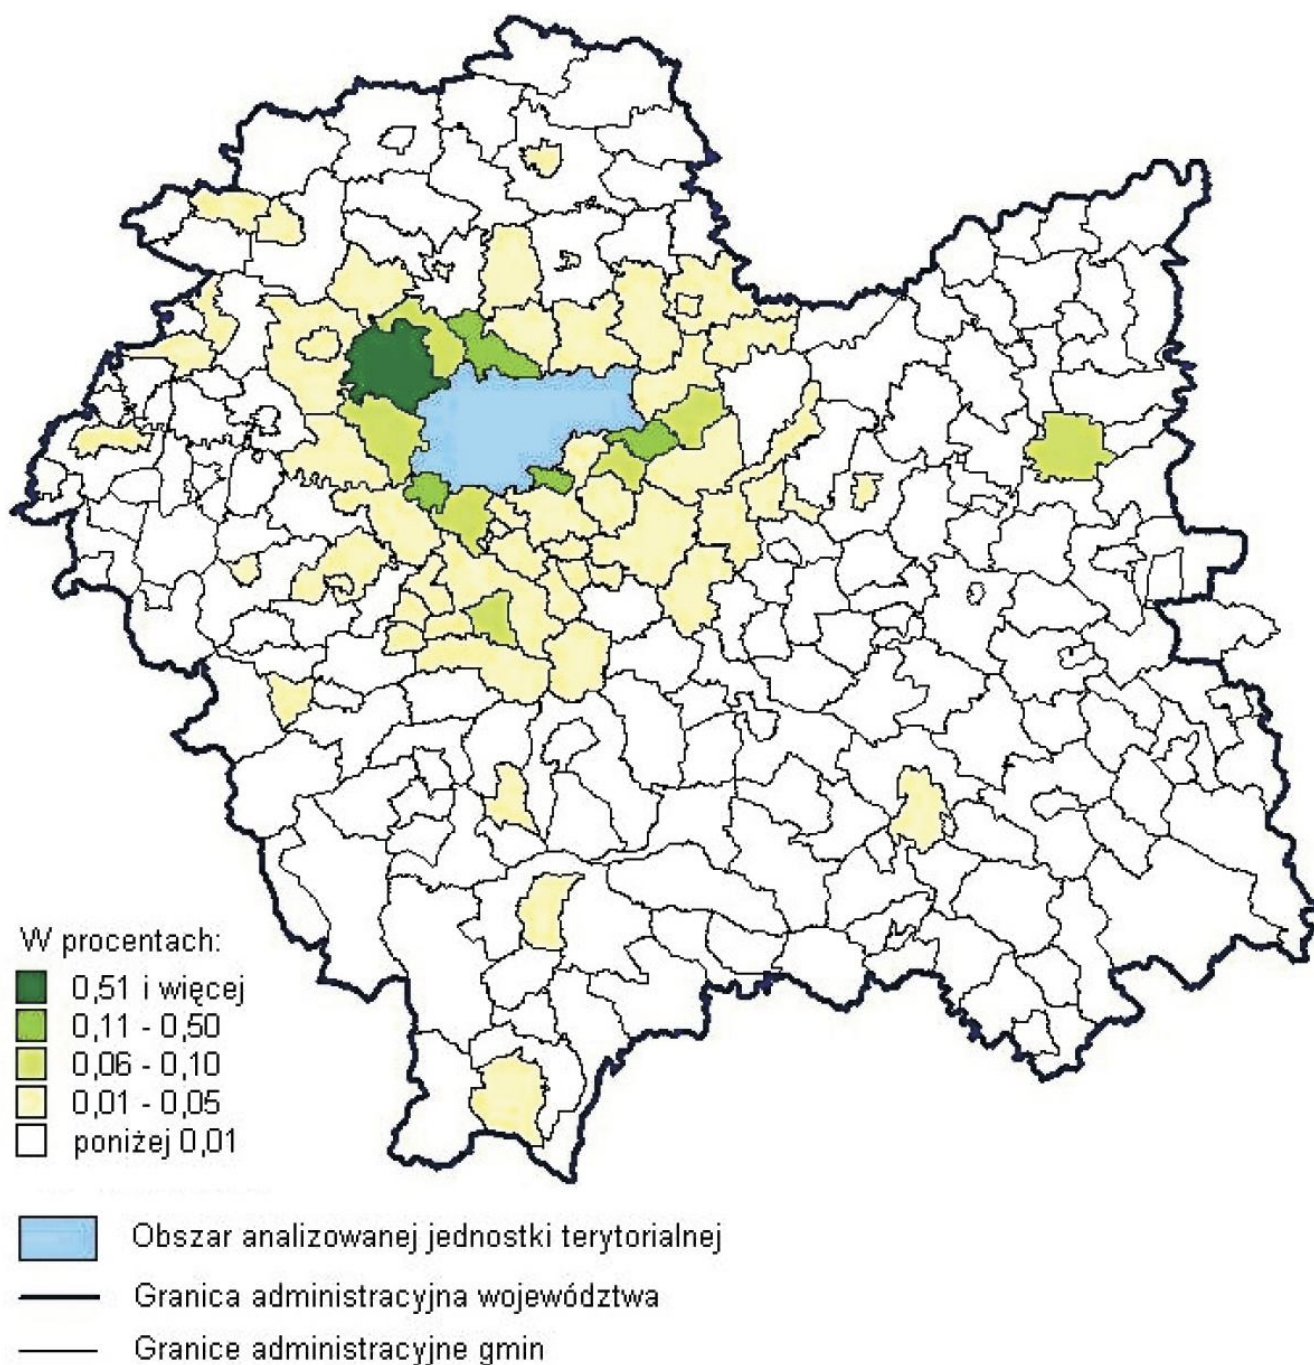 W procentach:
0,51 i więcej
0,11 - 0,50
0,06 - 0,10
0,01 - 0,05
poniżej 0,01
Obszar analizowanej jednostki terytorialnej
Granica administracyjna województwa
Granice administracyjne gmin